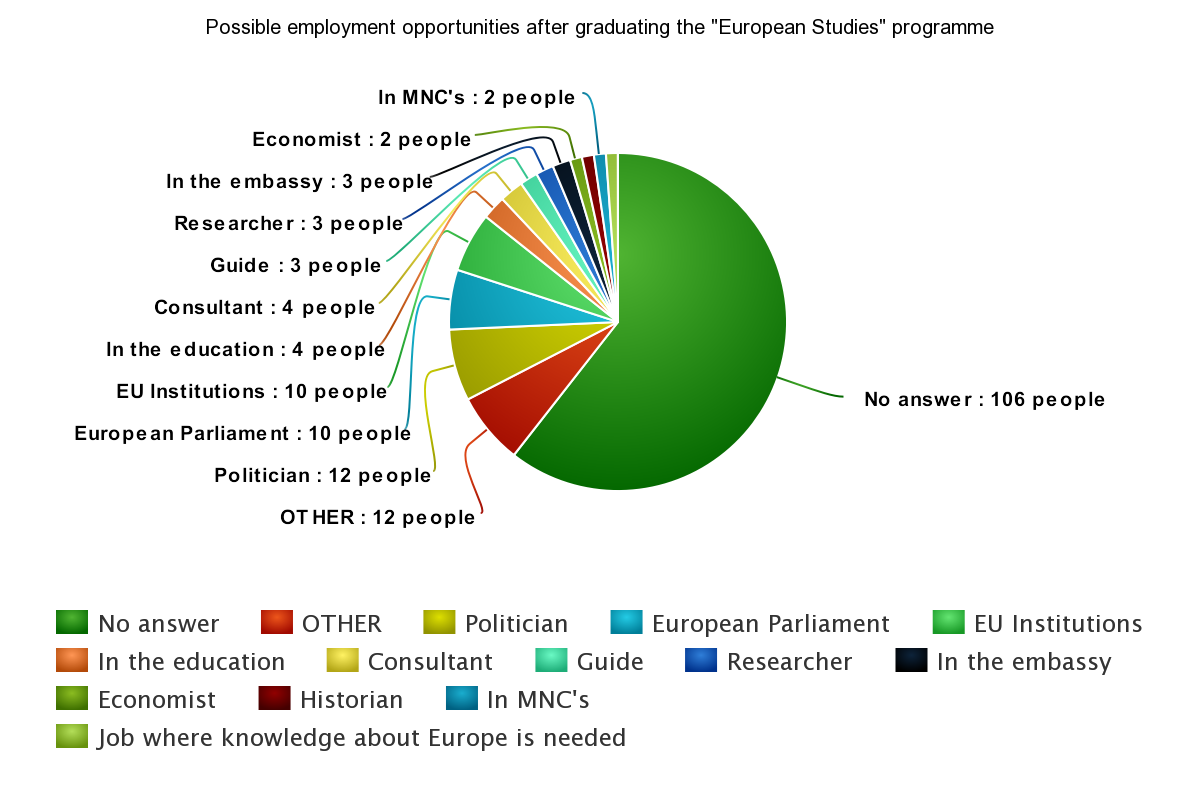 Possible employment opportunities after graduating the "European Studies" programme
In MNC's : 2 people
Economist : 2 people
In the embassy : 3 people
Researcher : 3 people
Guide : 3 people
Consultant : 4 people
In the education : 4 people
EU Institutions : 10 people
European Parliament : 10 people
Politician : 12 people
OTHER : 12 people
No answer : 106 people
No answer OTHER Politician European Parliament EU Institutions
In the education Consultant Guide Researcher In the embassy
Economist Historian In MNC's
Job where knowledge about Europe is needed